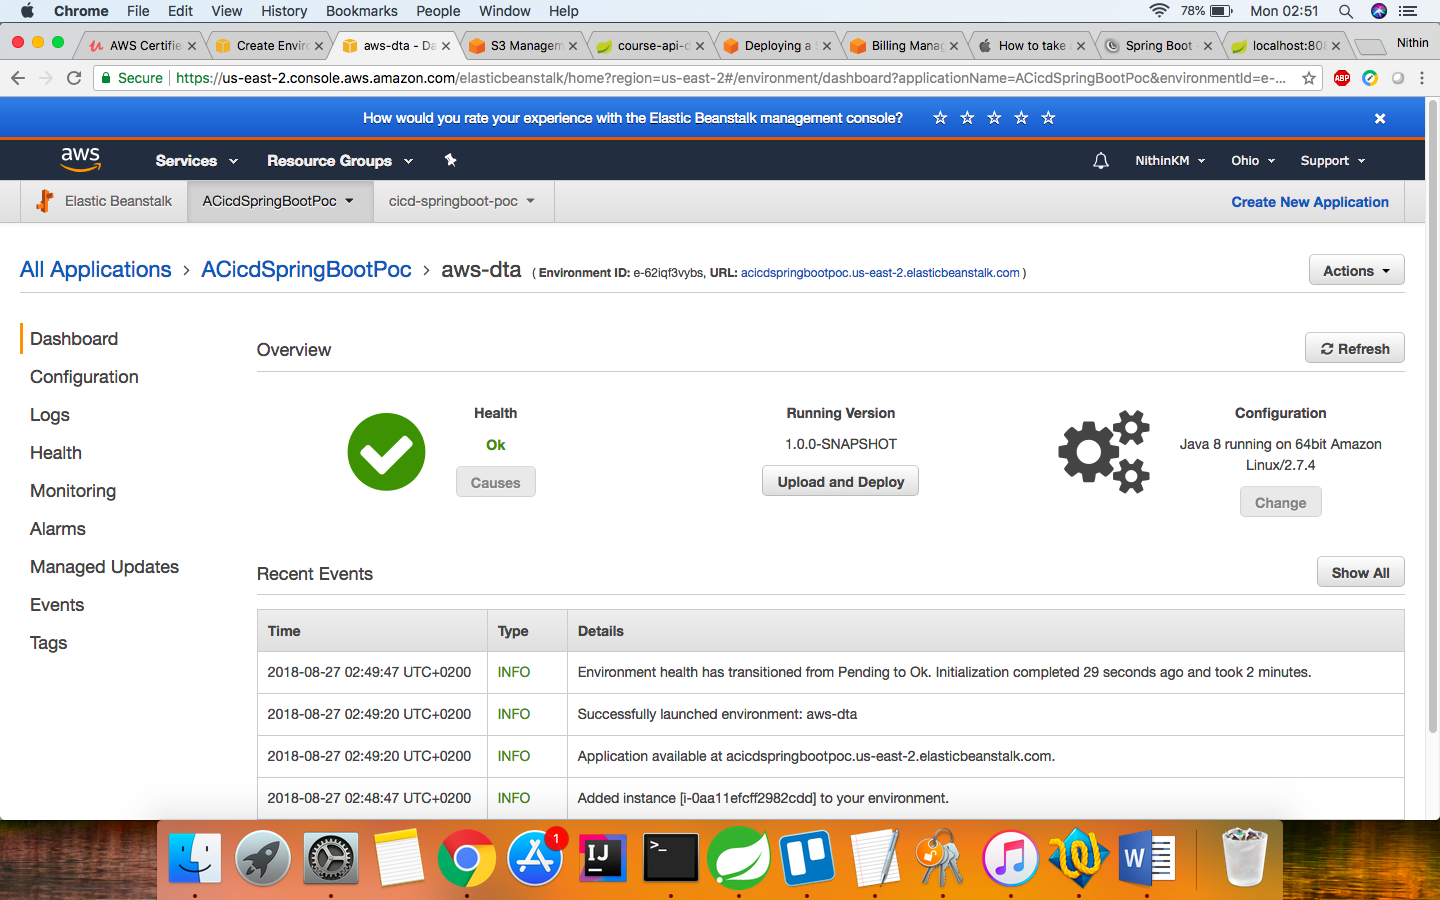 Chrome File Edit View History Bookmarks People Window Help 78% Mon 02:51
AWS Certifie Create Enviro aws-dta - Da S3 Managem course-api-d Deploying a S Billing Manag How to take Spring Boot - localhost:808 Nithin
Secure https://us-east-2.console.aws.amazon.com/elasticbeanstalk/home?region=us-east-2#/environment/dashboard?applicationName=ACicdSpringBootPoc&environmentId=e-... ABP
How would you rate your experience with the Elastic Beanstalk management console?
aws Services Resource Groups NithinKM Ohio Support
Elastic Beanstalk ACicdSpringBootPoc cicd-springboot-poc Create New Application
All Applications › ACicdSpringBootPoc › aws-dta ( Environment ID: e-62iqf3vybs, URL: acicdspringbootpoc.us-east-2.elasticbeanstalk.com ) Actions
Dashboard
Configuration
Logs
Health
Monitoring
Alarms
Managed Updates
Events
Tags
Overview Refresh
Health
Ok
Causes
Running Version
1.0.0-SNAPSHOT
Upload and Deploy
Configuration
Java 8 running on 64bit Amazon
Linux/2.7.4
Change
Recent Events Show All
Time Type Details
2018-08-27 02:49:47 UTC+0200 INFO Environment health has transitioned from Pending to Ok. Initialization completed 29 seconds ago and took 2 minutes.
2018-08-27 02:49:20 UTC+0200 INFO Successfully launched environment: aws-dta
2018-08-27 02:49:20 UTC+0200 INFO Application available at acicdspringbootpoc.us-east-2.elasticbeanstalk.com.
2018-08-27 02:48:47 UTC+0200 INFO Added instance [i-0aa11efcff2982cdd] to your environment.
1 IJ >_ W